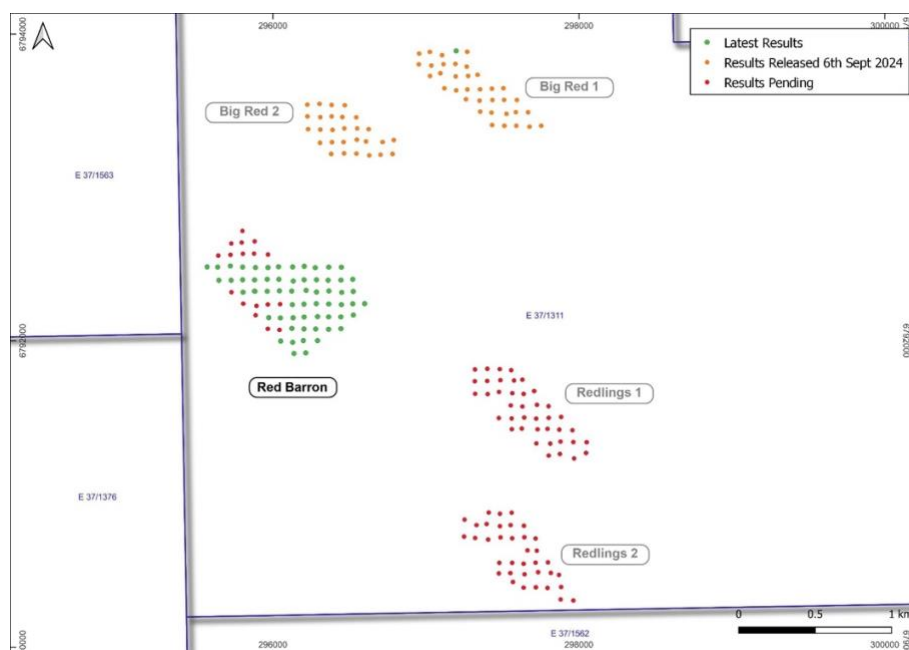 296000
298000
300000
6794000
Latest Results
Results Released 6th Sept 2024
Results Pending
Big Red 1
Big Red 2
E 37/1563
E 37/1311
6792000
6792000
Red Barron
Redlings 1
E 37/1376
Redlings 2
0 0.5 1 km
E 37/1562
296000
298000
300000